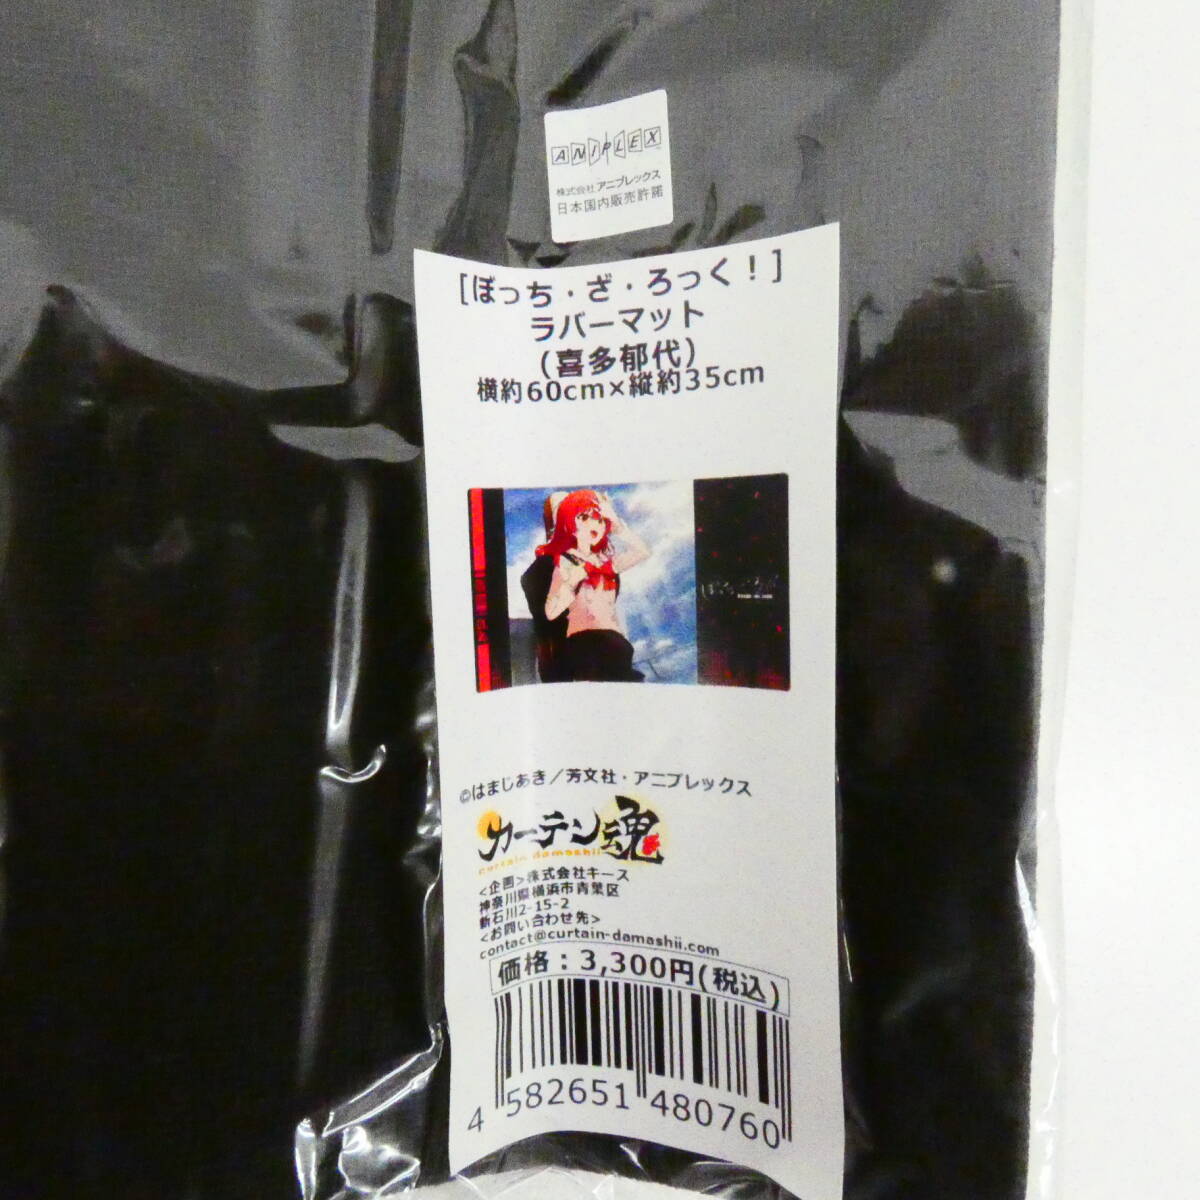 ANIPLEX
株式会社アニプレックス
日本国内販売許諾
[ぼっち・ざ・ろっく！]
ラバーマット
(喜多郁代)
横約60cm×縦約35cm
©はまじあき／芳文社・アニプレックス
カーテン魂
curtain damashii
<企画>株式会社キース
神奈川県横浜市青葉区
新石川2-15-2
<お問い合わせ先>
contact@curtain-damashii.com
価格：3,300円(税込)
4 582651 480760